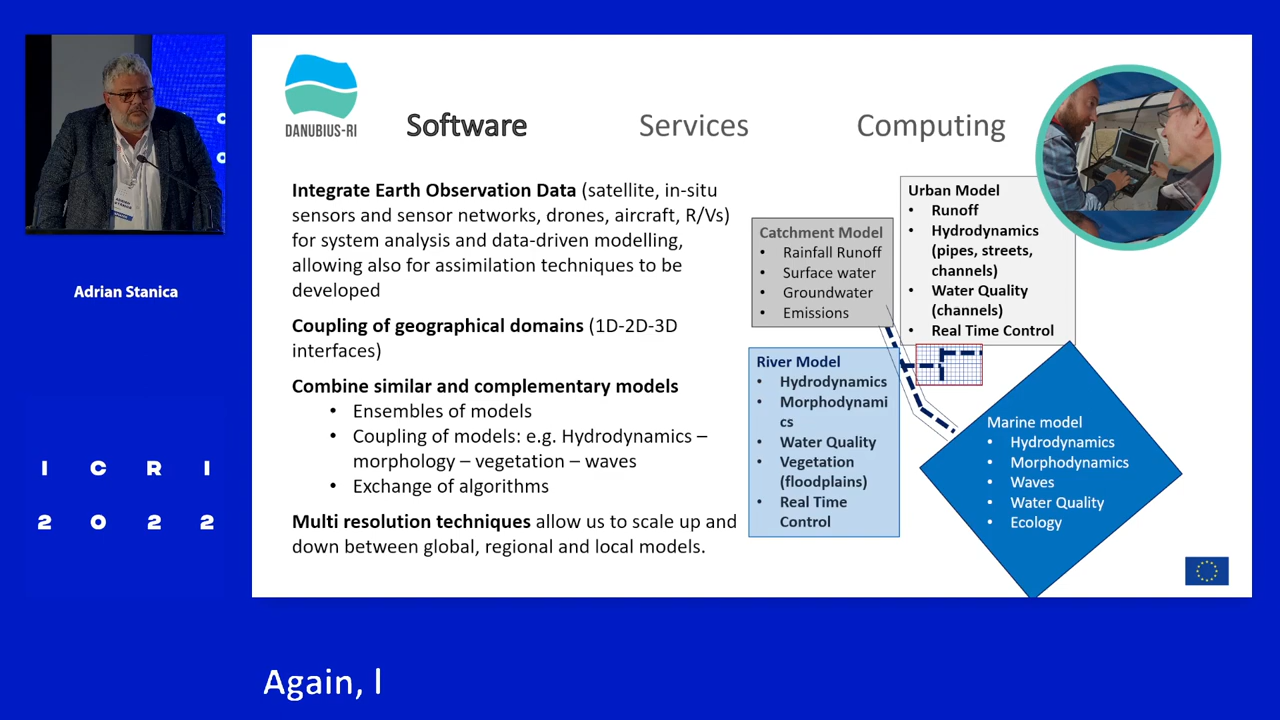 DANUBIUS-RI
Software
Services
Computing
Integrate Earth Observation Data (satellite, in-situ
sensors and sensor networks, drones, aircraft, R/Vs)
for system analysis and data-driven modelling,
allowing also for assimilation techniques to be
developed
Coupling of geographical domains (1D-2D-3D
interfaces)
Combine similar and complementary models
• Ensembles of models
• Coupling of models: e.g. Hydrodynamics –
morphology – vegetation – waves
• Exchange of algorithms
Multi resolution techniques allow us to scale up and
down between global, regional and local models.
Catchment Model
• Rainfall Runoff
• Surface water
• Groundwater
• Emissions
Urban Model
• Runoff
• Hydrodynamics
(pipes, streets,
channels)
• Water Quality
(channels)
• Real Time Control
River Model
• Hydrodynamics
• Morphodynami
cs
• Water Quality
• Vegetation
(floodplains)
• Real Time
Control
Marine model
• Hydrodynamics
• Morphodynamics
• Waves
• Water Quality
• Ecology
ADRIAN
STANICA
Adrian Stanica
I C R I
2 0 2 2
Again, I